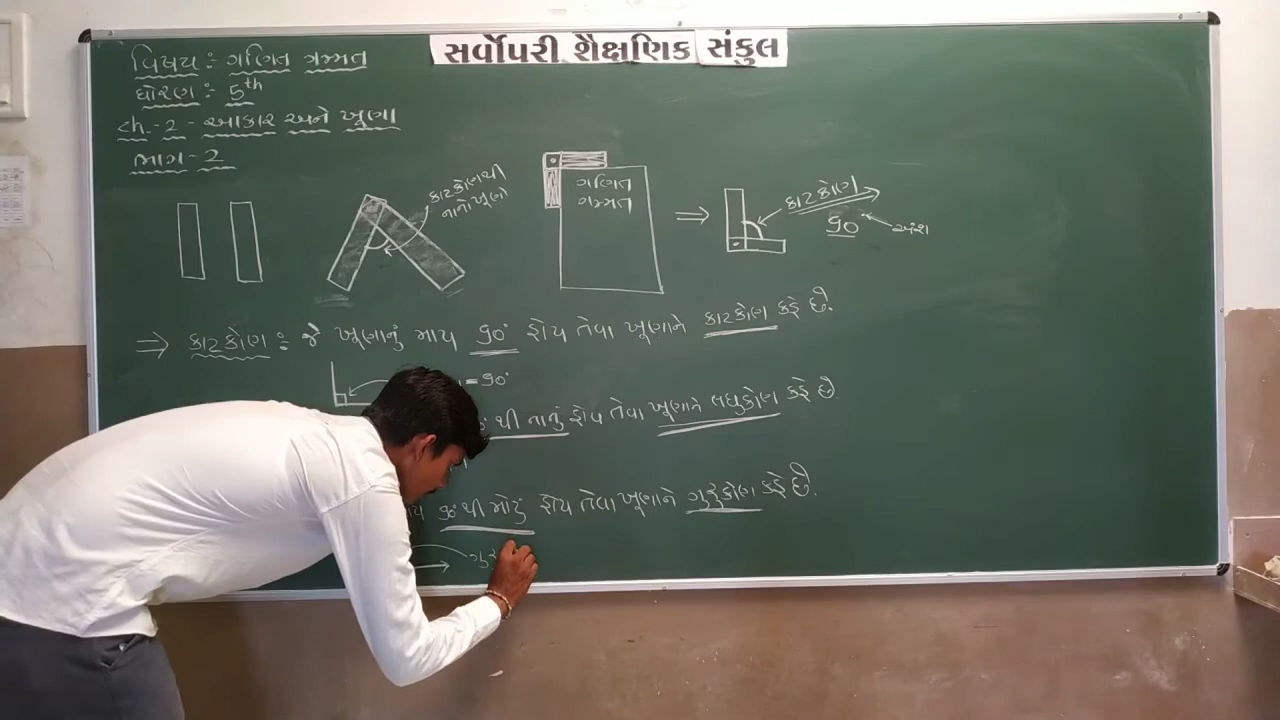 સર્વોપરી શૈક્ષણિક સંકુલ
વિષય : ગણિત ગમ્મત
ધોરણ : 5th
ch.-2 - આકાર અને ખૂણા
ભાગ-2
કાટકોણથી
નાનો ખૂણો
ગણિત
ગમ્મત
⇒ કાટકોણ
90°
અંશ
⇒ કાટકોણ : જે ખૂણાનું માપ 90° હોય તેવા ખૂણાને કાટકોણ કહે છે.
= 90°
થી નાનું હોય તેવા ખૂણાને લઘુકોણ કહે છે.
90° થી મોટું હોય તેવા ખૂણાને ગુરુકોણ કહે છે.